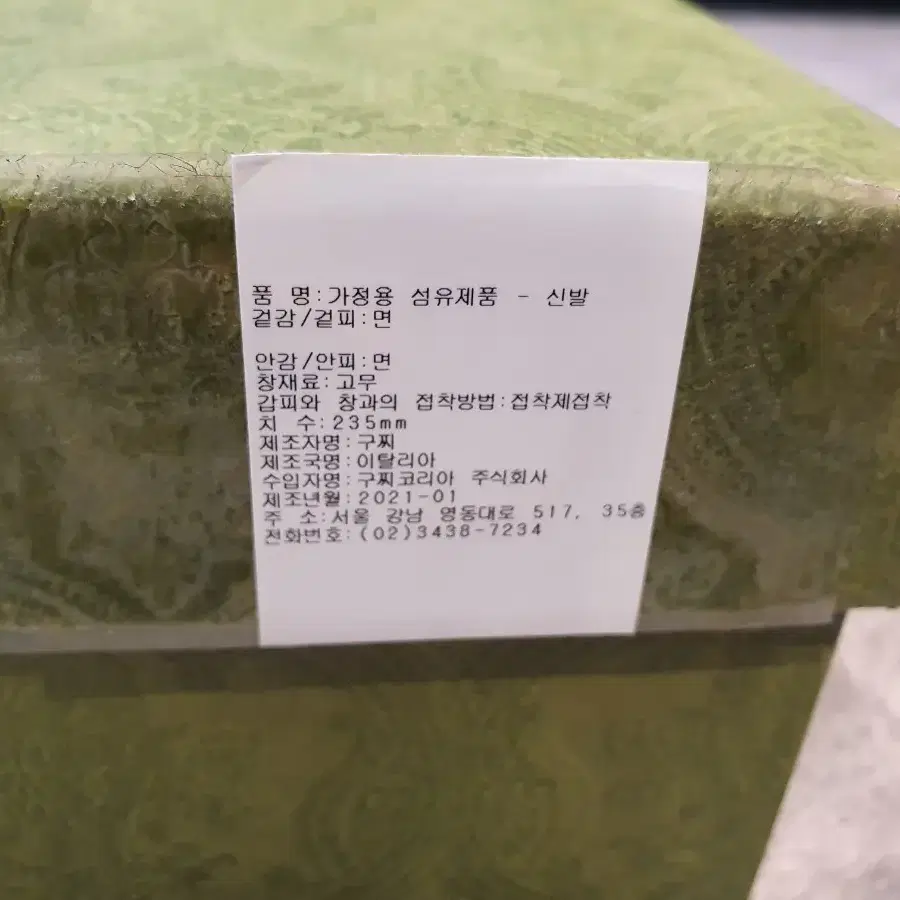 품 명:가정용 섬유제품 - 신발
겉감/겉피:면
안감/안피:면
창재료:고무
갑피와 창과의 접착방법:접착제접착
치 수:235mm
제조자명:구찌
제조국명:이탈리아
수입자명:구찌코리아 주식회사
제조년월:2021-01
주 소:서울 강남 영동대로 517, 35층
전화번호:(02)3438-7234